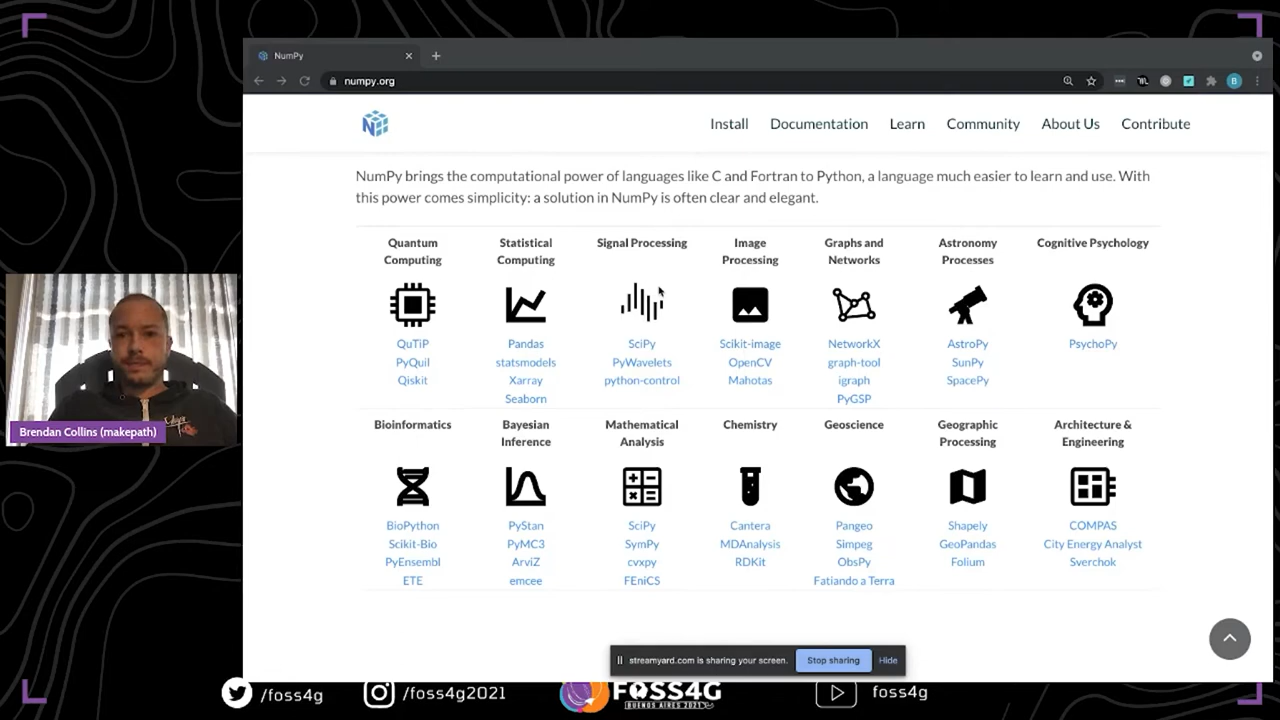 NumPy
numpy.org
B
Install Documentation Learn Community About Us Contribute
NumPy brings the computational power of languages like C and Fortran to Python, a language much easier to learn and use. With
this power comes simplicity: a solution in NumPy is often clear and elegant.
Quantum
Computing
QuTiP
PyQuil
Qiskit
Statistical
Computing
Pandas
statsmodels
Xarray
Seaborn
Signal Processing
SciPy
PyWavelets
python-control
Image
Processing
Scikit-image
OpenCV
Mahotas
Graphs and
Networks
NetworkX
graph-tool
igraph
PyGSP
Astronomy
Processes
AstroPy
SunPy
SpacePy
Cognitive Psychology
PsychoPy
Bioinformatics
BioPython
Scikit-Bio
PyEnsembl
ETE
Bayesian
Inference
PyStan
PyMC3
ArviZ
emcee
Mathematical
Analysis
SciPy
SymPy
cvxpy
FEniCS
Chemistry
Cantera
MDAnalysis
RDKit
Geoscience
Pangeo
Simpeg
ObsPy
Fatiando a Terra
Geographic
Processing
Shapely
GeoPandas
Folium
Architecture &
Engineering
COMPAS
City Energy Analyst
Sverchok
Brendan Collins (makepath)
streamyard.com is sharing your screen. Stop sharing Hide
/foss4g /foss4g2021 FOSS4G foss4g
BUENOS AIRES 2021